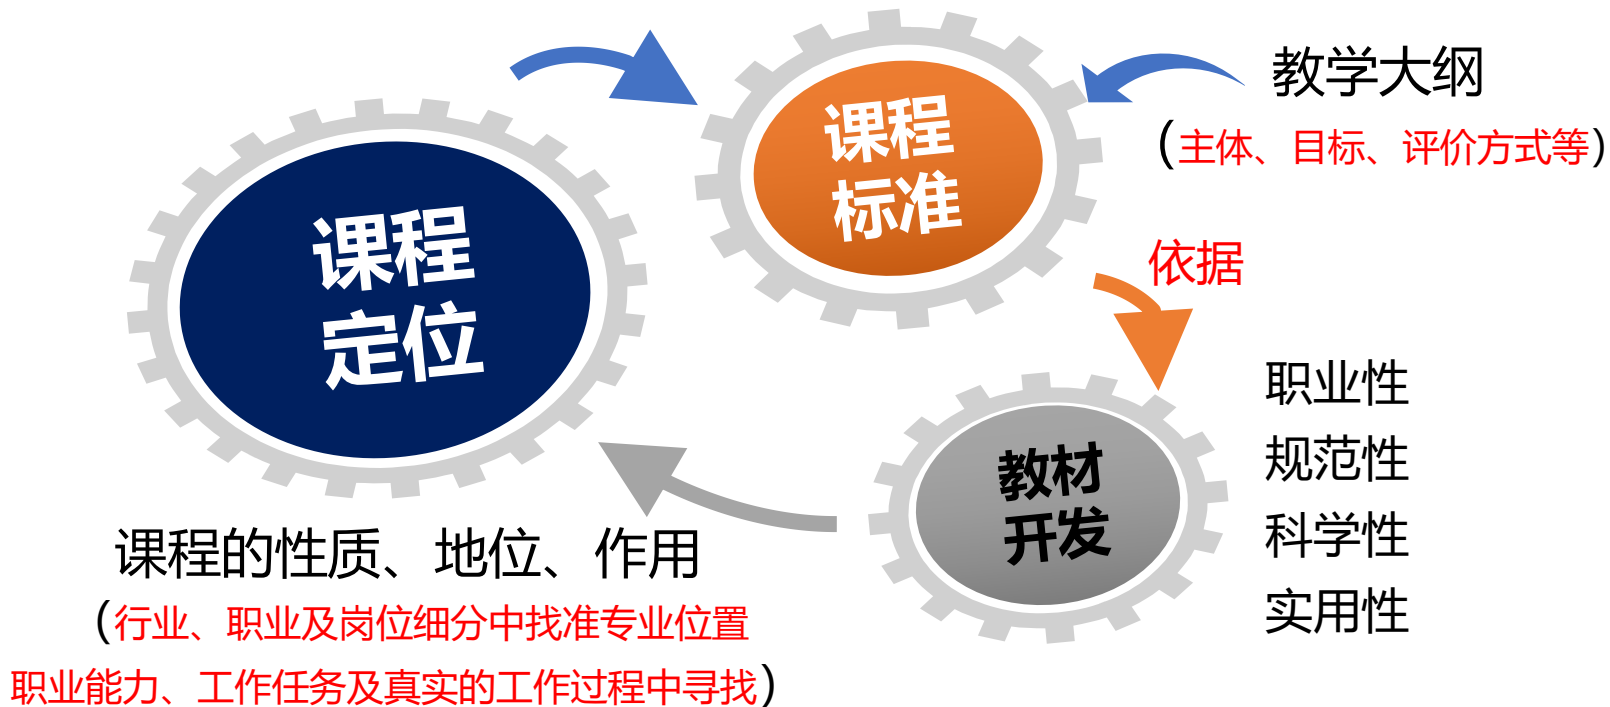 课程
定位
课程
标准
教学大纲
（主体、目标、评价方式等）
依据
教材
开发
职业性
规范性
科学性
实用性
课程的性质、地位、作用
（行业、职业及岗位细分中找准专业位置
职业能力、工作任务及真实的工作过程中寻找）